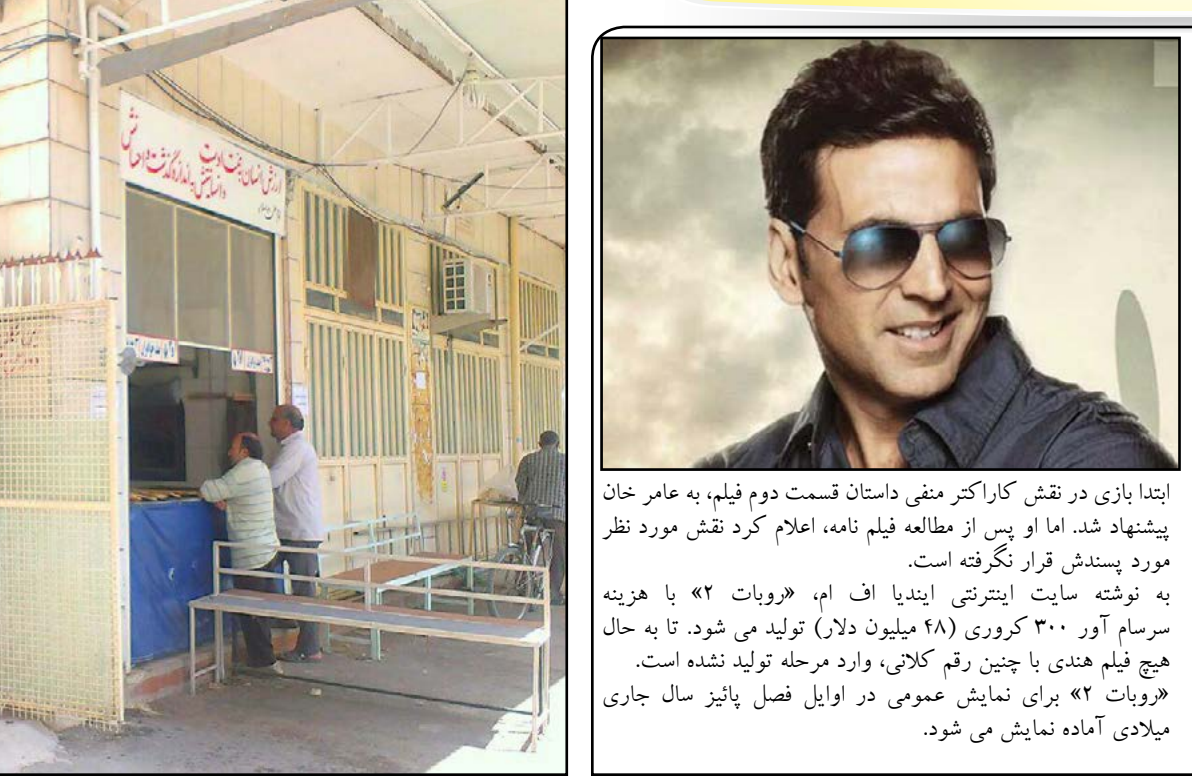 ابتدا بازی در نقش کاراکتر منفی داستان قسمت دوم فیلم، به عامر خان
پیشنهاد شد. اما او پس از مطالعه فیلم نامه، اعلام کرد نقش مورد نظر
مورد پسندش قرار نگرفته است.
به نوشته سایت اینترنتی ایندیا اف ام، «روبات ۲» با هزینه
سرسام آور ۳۰۰ کروری (۴۸ میلیون دلار) تولید می شود. تا به حال
هیچ فیلم هندی با چنین رقم کلانی، وارد مرحله تولید نشده است.
«روبات ۲» برای نمایش عمومی در اوایل فصل پائیز سال جاری
میلادی آماده نمایش می شود.
ارزش انسان